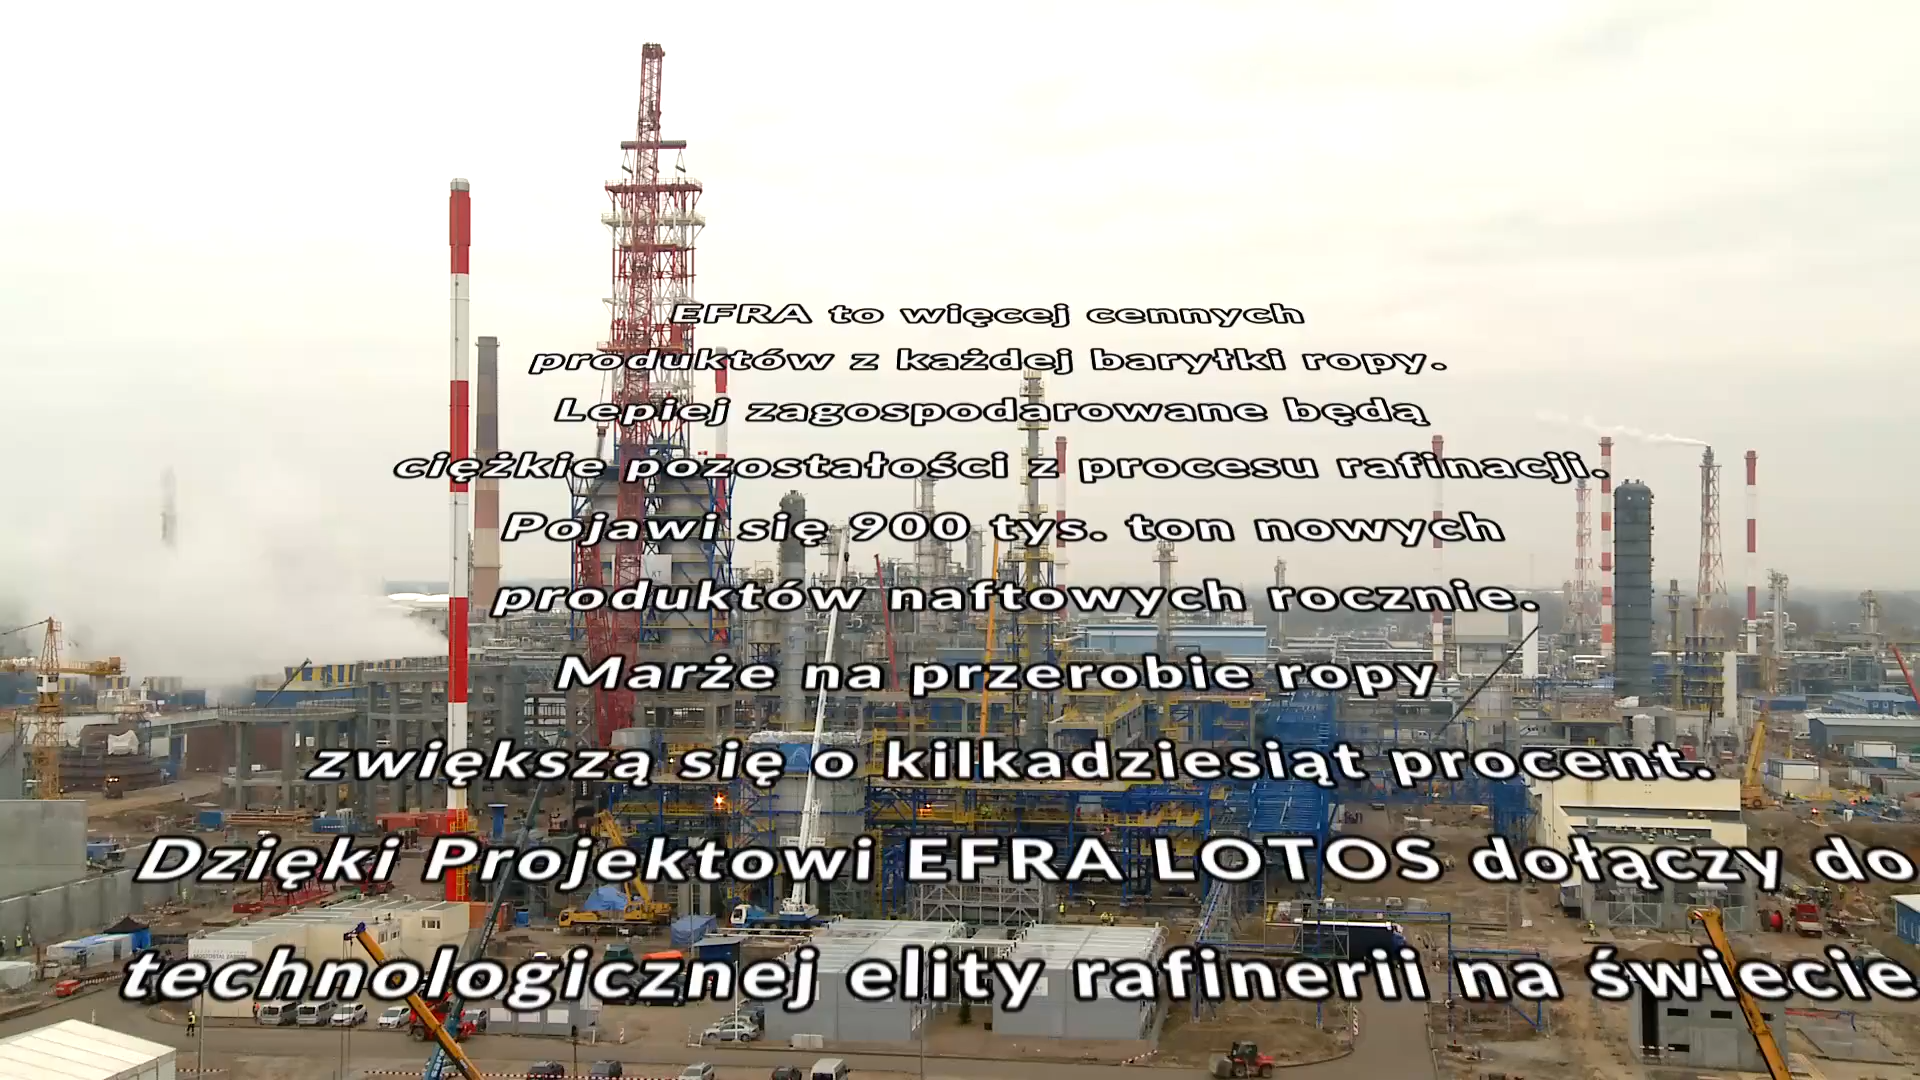 EFRA to więcej cennych
produktów z każdej baryłki ropy.
Lepiej zagospodarowane będą
ciężkie pozostałości z procesu rafinacji.
Pojawi się 900 tys. ton nowych
produktów naftowych rocznie.
Marże na przerobie ropy
zwiększą się o kilkadziesiąt procent.
Dzięki Projektowi EFRA LOTOS dołączy do
technologicznej elity rafinerii na świecie